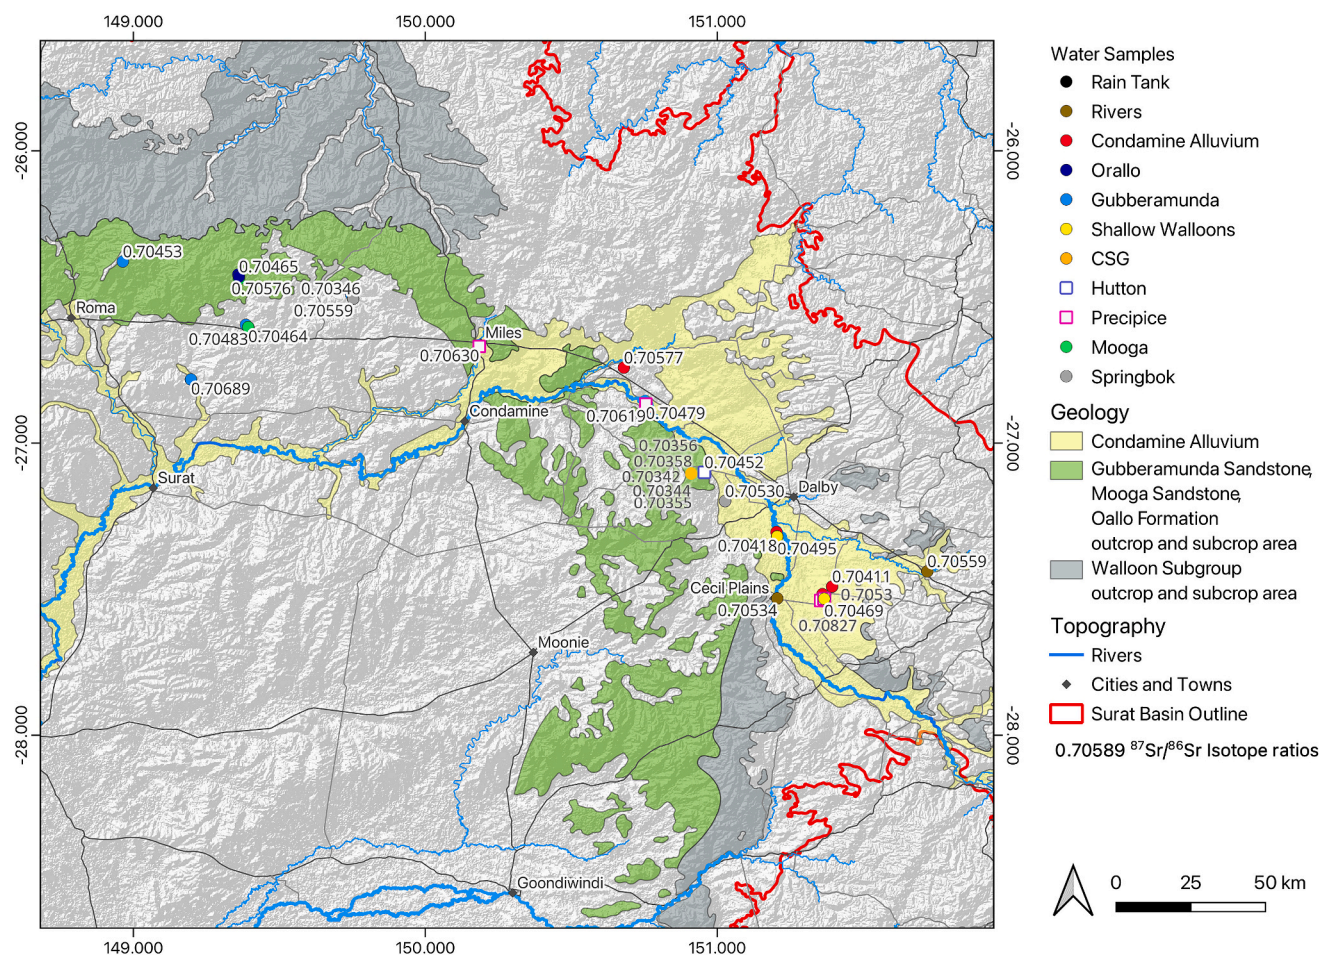 149.000 150.000 151.000
-26.000
-27.000
-28.000
-26.000
-27.000
-28.000
0.70453
0.70465
0.70576 0.70346
0.70559
Roma
0.70483 0.70464
Miles
0.70630
0.70577
0.70689
Condamine
0.70619 0.70479
0.70356
0.70358
0.70452
0.70342
0.70344
0.70355
0.70530
Dalby
Surat
0.70418 0.70495
0.70559
0.70411
Cecil Plains
0.7053
0.70534
0.70469
0.70827
Moonie
Goondiwindi
149.000 150.000 151.000
Water Samples
Rain Tank
Rivers
Condamine Alluvium
Orallo
Gubberamunda
Shallow Walloons
CSG
Hutton
Precipice
Mooga
Springbok
Geology
Condamine Alluvium
Gubberamunda Sandstone,
Mooga Sandstone,
Oallo Formation
outcrop and subcrop area
Walloon Subgroup
outcrop and subcrop area
Topography
Rivers
Cities and Towns
Surat Basin Outline
0.70589 ⁸⁷Sr/⁸⁶Sr Isotope ratios
0 25 50 km